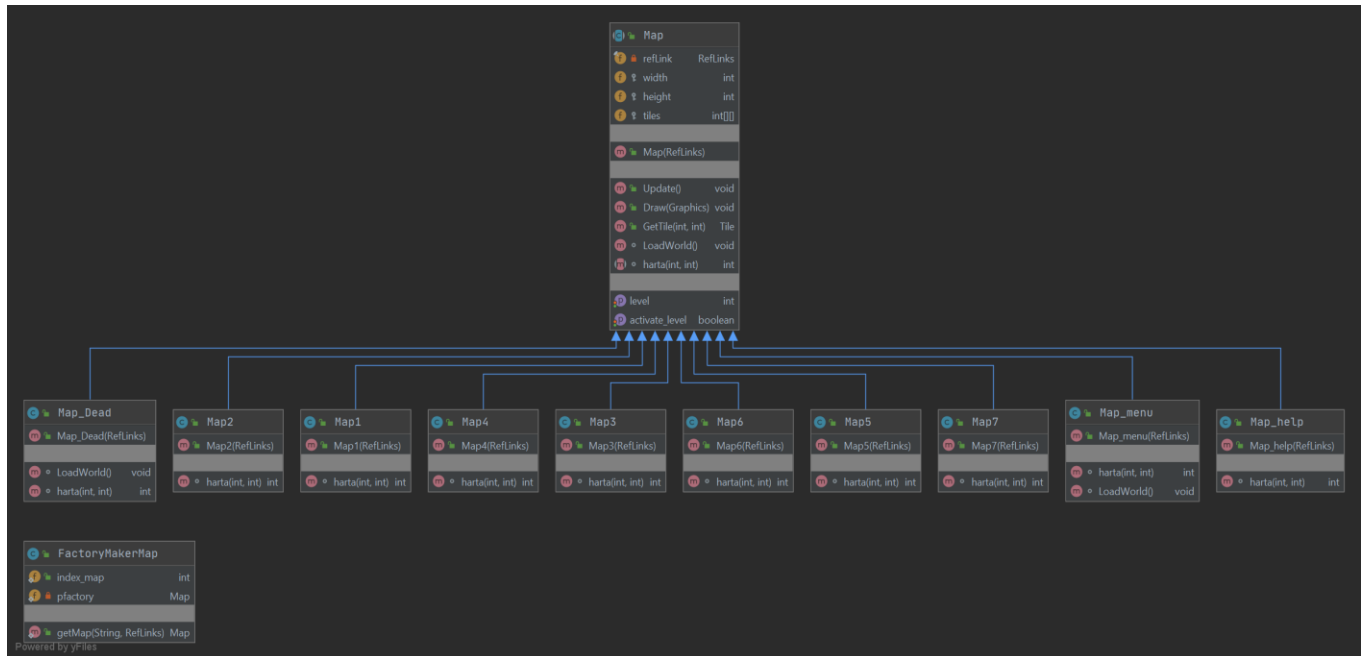 Map
refLink RefLinks
width int
height int
tiles int[][]
Map(RefLinks)
Update() void
Draw(Graphics) void
GetTile(int, int) Tile
LoadWorld() void
harta(int, int) int
level int
activate_level boolean
Map_Dead
Map_Dead(RefLinks)
LoadWorld() void
harta(int, int) int
Map2
Map2(RefLinks)
harta(int, int) int
Map1
Map1(RefLinks)
harta(int, int) int
Map4
Map4(RefLinks)
harta(int, int) int
Map3
Map3(RefLinks)
harta(int, int) int
Map6
Map6(RefLinks)
harta(int, int) int
Map5
Map5(RefLinks)
harta(int, int) int
Map7
Map7(RefLinks)
harta(int, int) int
Map_menu
Map_menu(RefLinks)
harta(int, int) int
LoadWorld() void
Map_help
Map_help(RefLinks)
harta(int, int) int
FactoryMakerMap
index_map int
pfactory Map
getMap(String, RefLinks) Map
Powered by yFiles